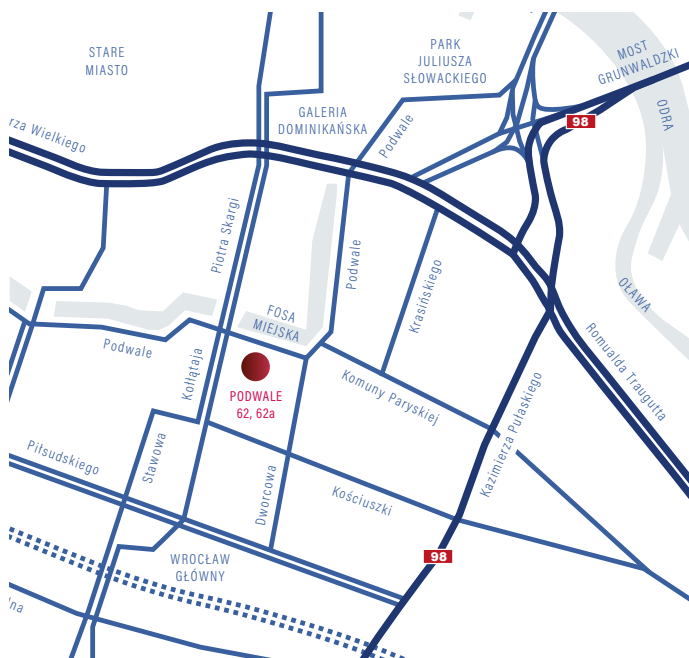 STARE
MIASTO
PARK
JULIUSZA
SŁOWACKIEGO
MOST
GRUNWALDZKI
ODRA
98
GALERIA
DOMINIKAŃSKA
Podwale
rza Wielkiego
Piotra Skargi
Podwale
Krasińskiego
OŁAWA
FOSA
MIEJSKA
Romualda Traugutta
Podwale
Kołłątaja
PODWALE
62, 62a
Komuny Paryskiej
Kazimierza Pułaskiego
Piłsudskiego
Stawowa
Dworcowa
Kościuszki
98
WROCŁAW
GŁÓWNY
lna